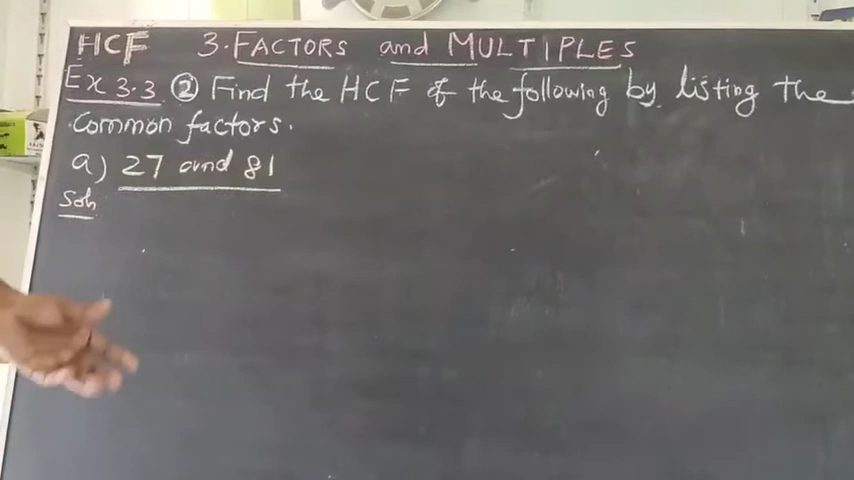 HCF 3. FACTORS and MULTIPLES
Ex 3.3 ② Find the HCF of the following by listing the
common factors.
a) 27 and 81
Soln